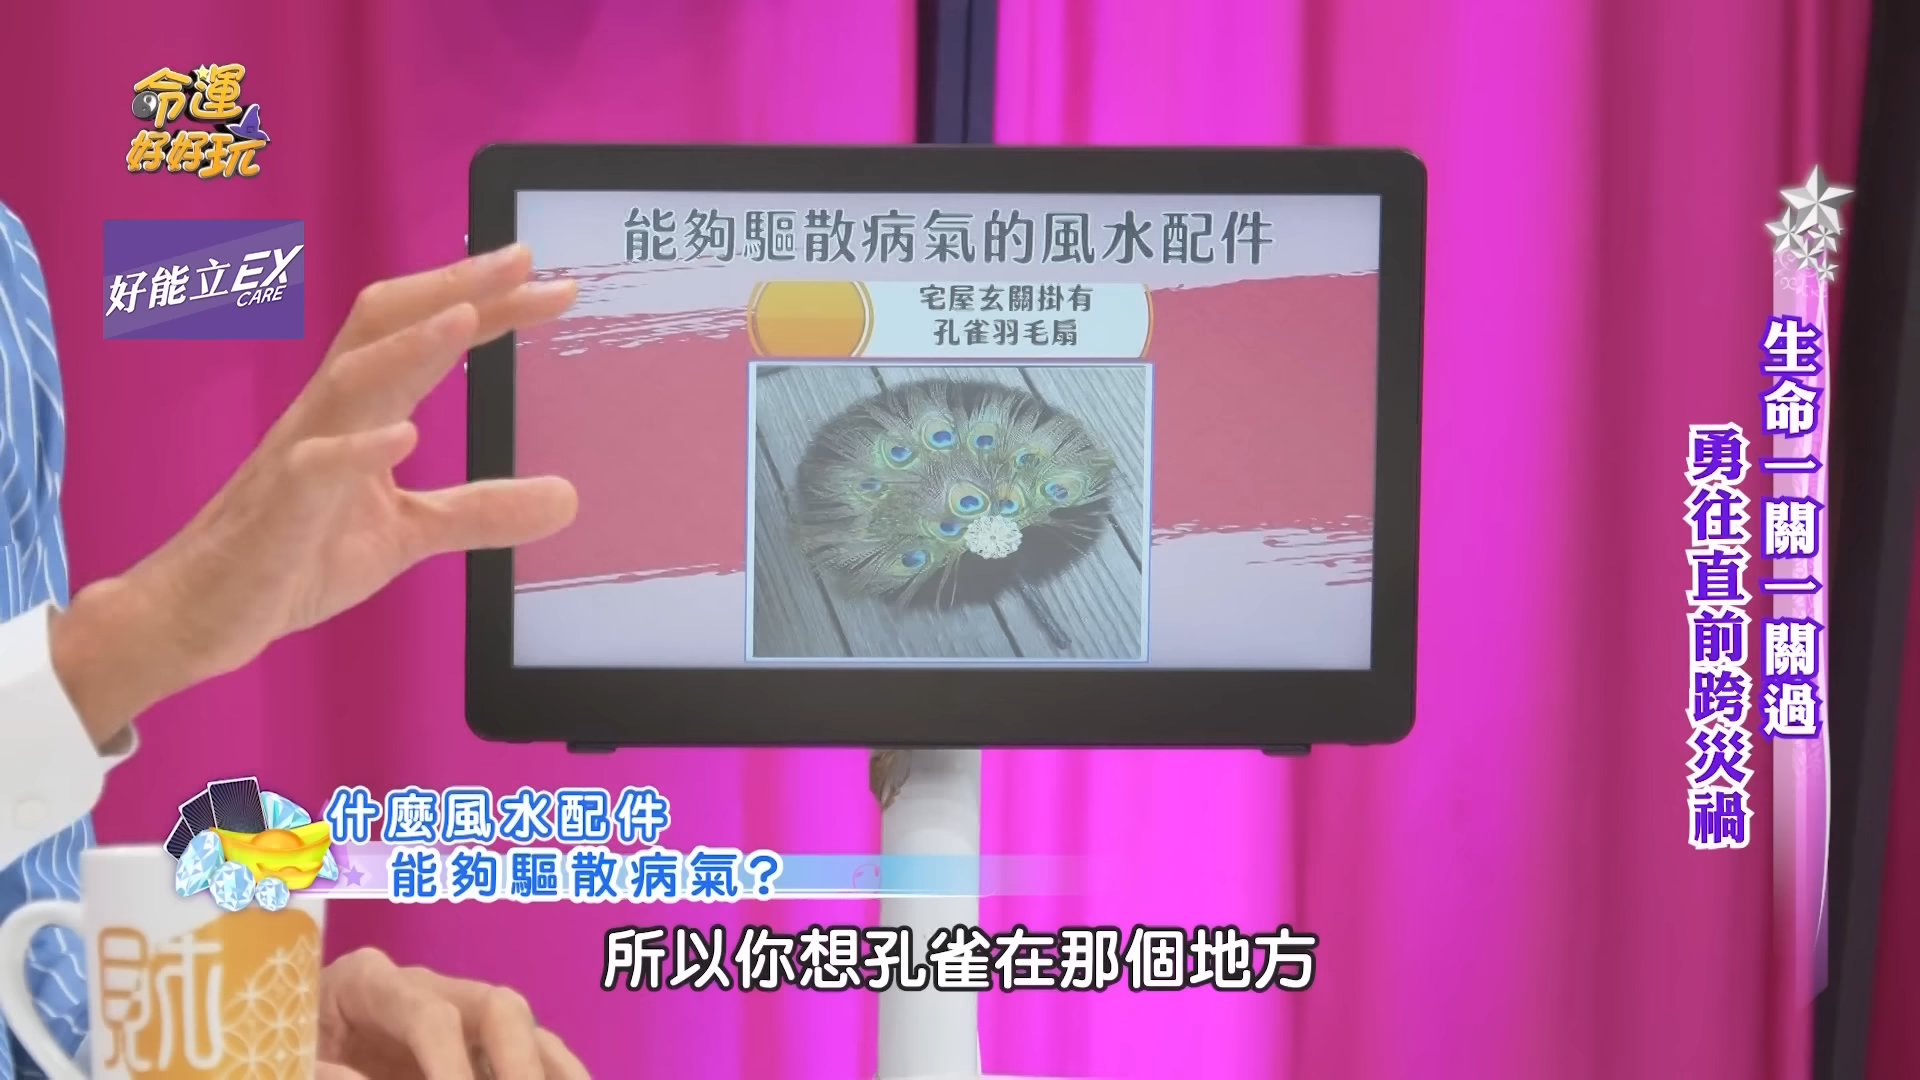 命運
好好玩
好能立EX
CARE
能夠驅散病氣的風水配件
宅屋玄關掛有
孔雀羽毛扇
生命一關一關過
勇往直前跨災禍
什麼風水配件
能夠驅散病氣?
財
所以你想孔雀在那個地方